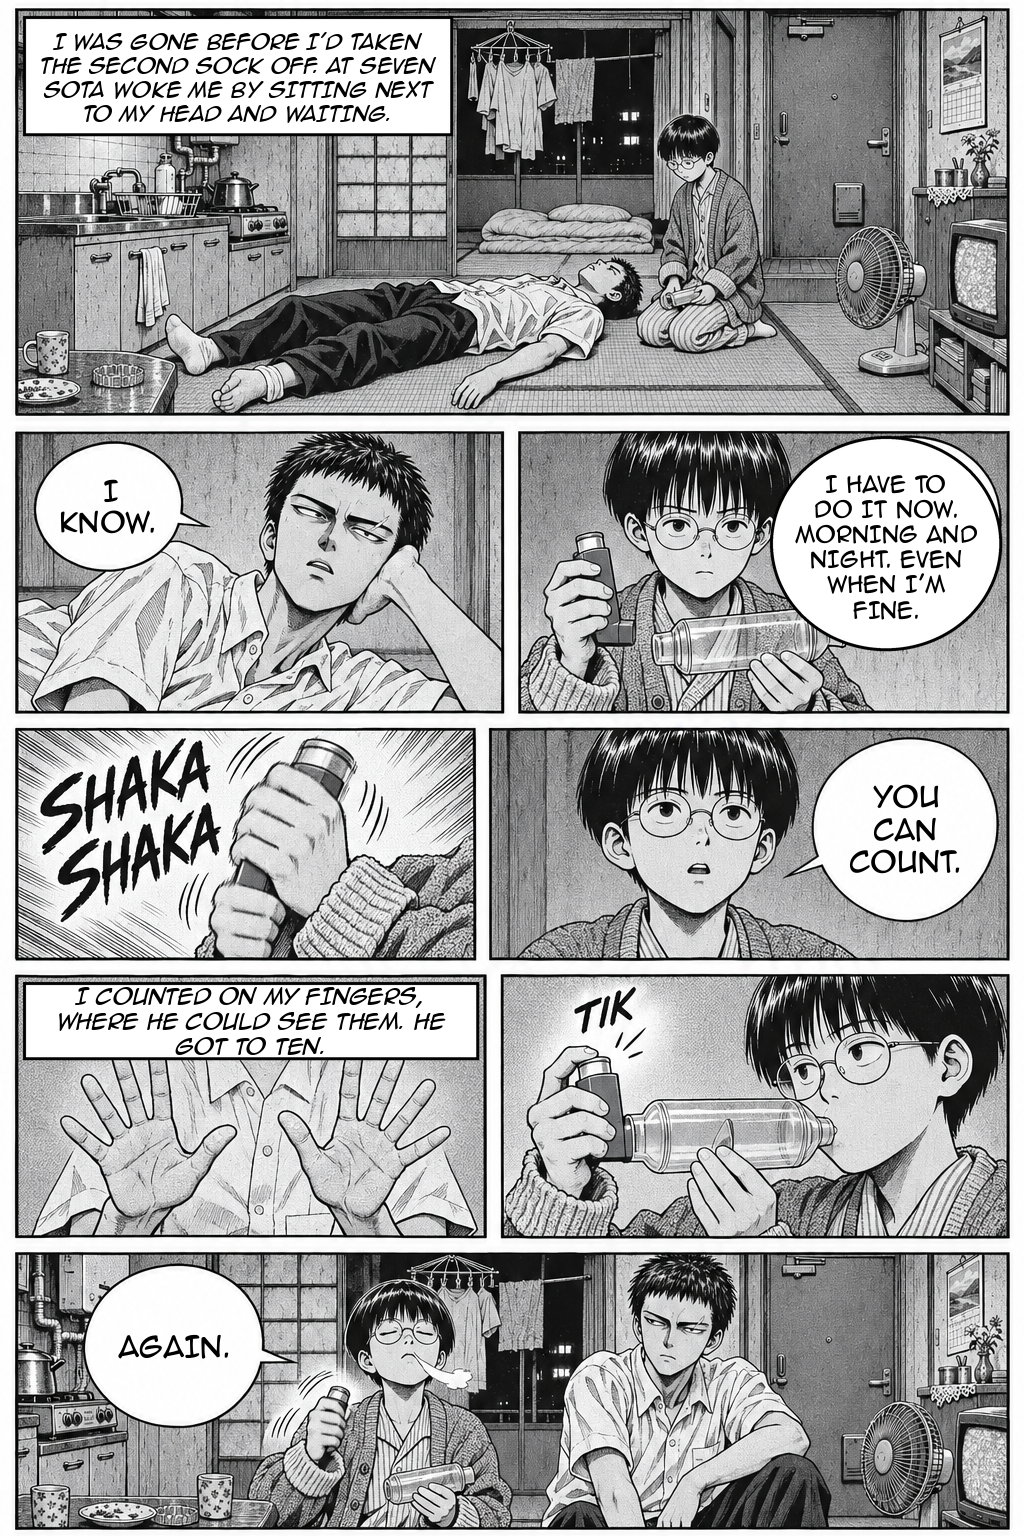 I WAS GONE BEFORE I'D TAKEN
THE SECOND SOCK OFF. AT SEVEN
SOTA WOKE ME BY SITTING NEXT
TO MY HEAD AND WAITING.
I
KNOW.
I HAVE TO
DO IT NOW.
MORNING AND
NIGHT. EVEN
WHEN I'M
FINE.
SHAKA
SHAKA
YOU
CAN
COUNT.
I COUNTED ON MY FINGERS,
WHERE HE COULD SEE THEM. HE
GOT TO TEN.
TIK
AGAIN.